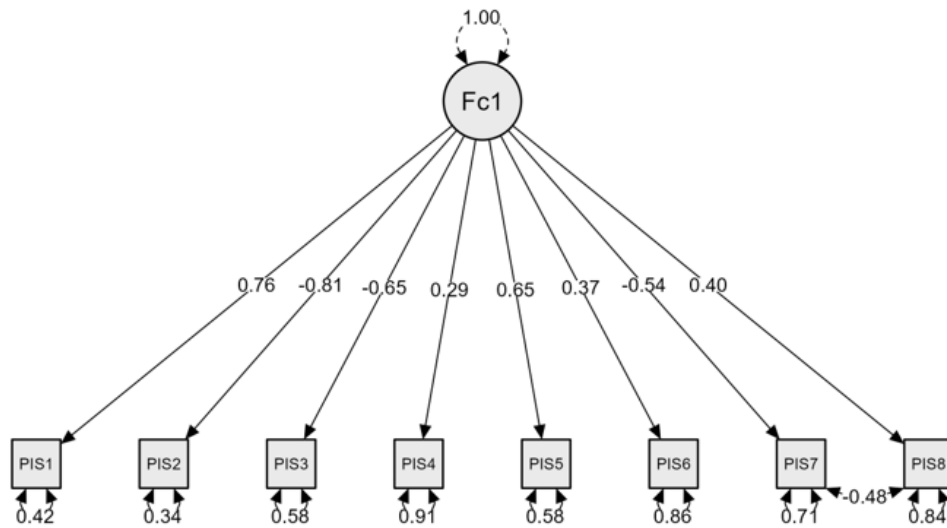 1.00
Fc1
0.76 -0.81 -0.65 0.29 0.65 0.37 -0.54 0.40
PIS1 PIS2 PIS3 PIS4 PIS5 PIS6 PIS7 PIS8
-0.48
0.42 0.34 0.58 0.91 0.58 0.86 0.71 0.84